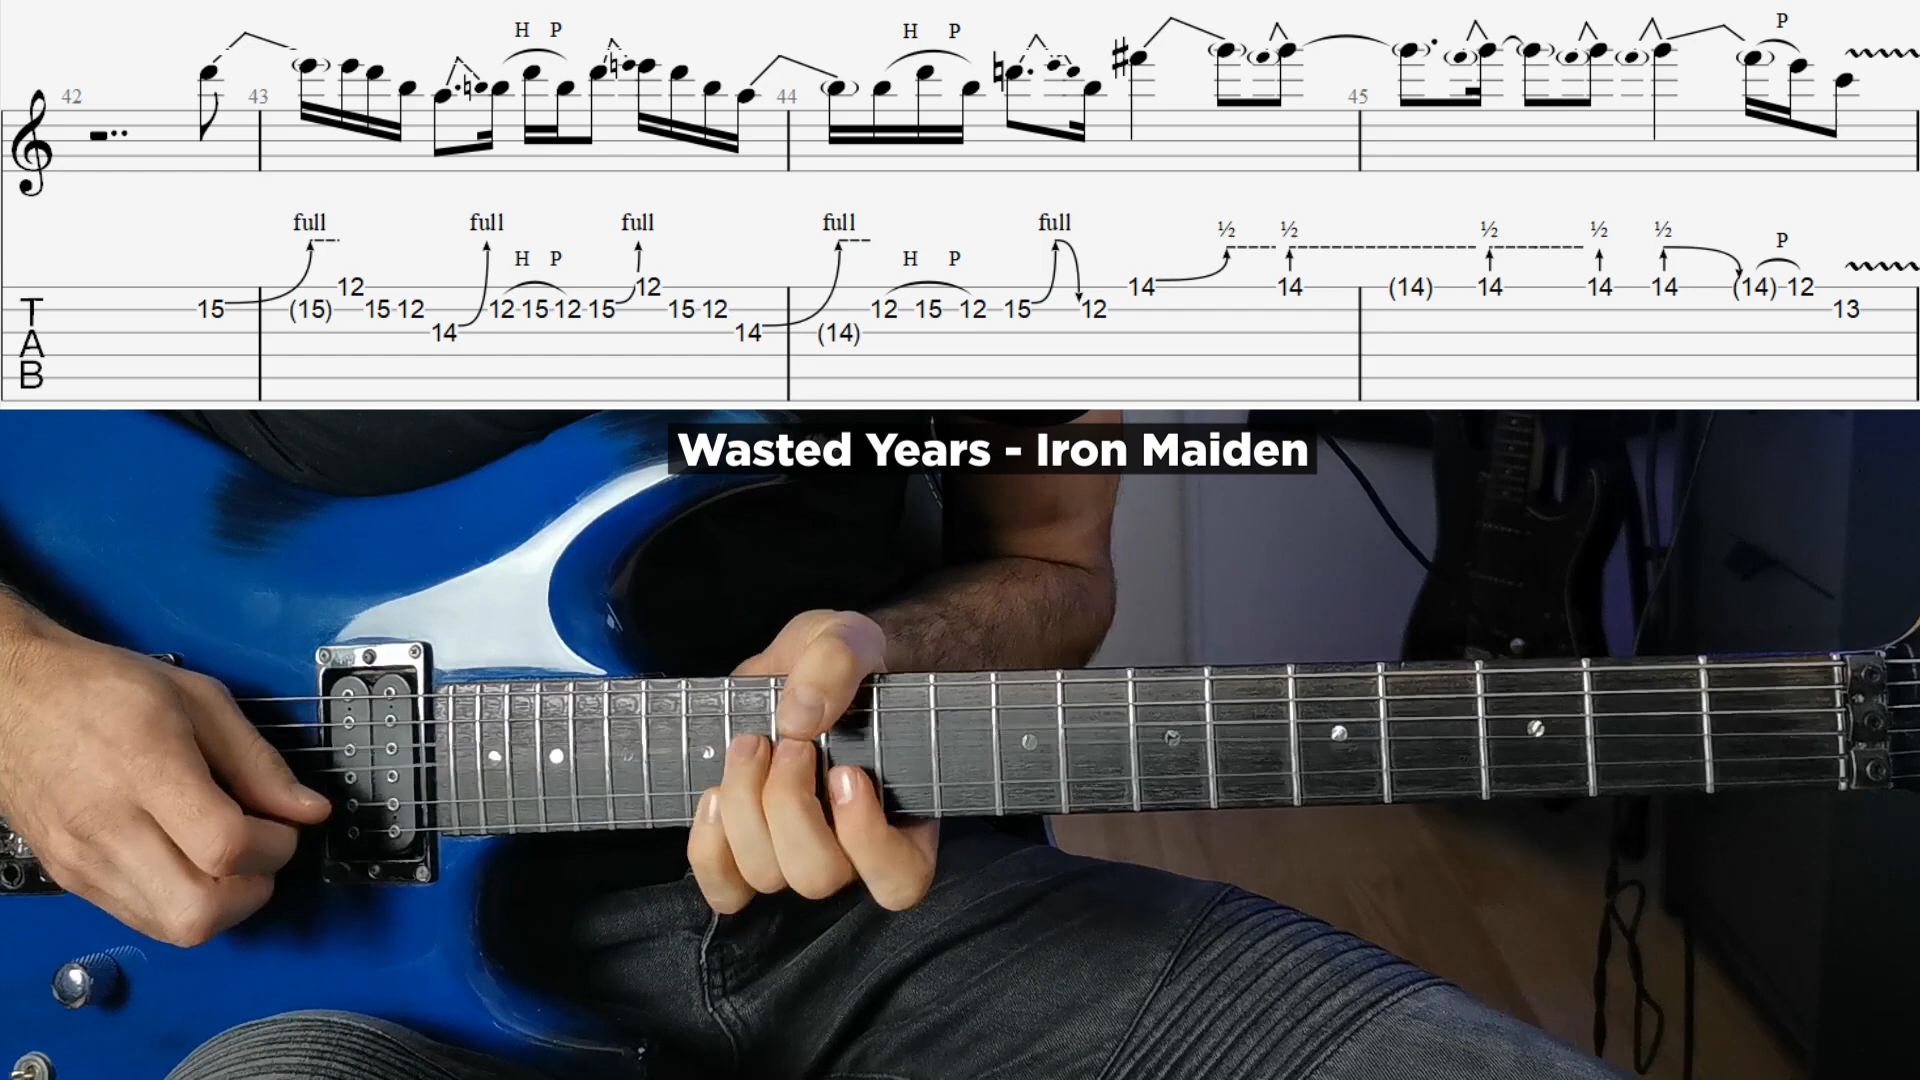 H P H P P
42 43 44 45
full full full full full ½ ½ ½ ½ ½
H P H P P
12 12 14 14 (14) 14 14 14 (14) 12
T 15 (15) 15 12 12 15 12 15 15 12 12 15 12 15 12 13
A 14 14 (14)
B
Wasted Years - Iron Maiden